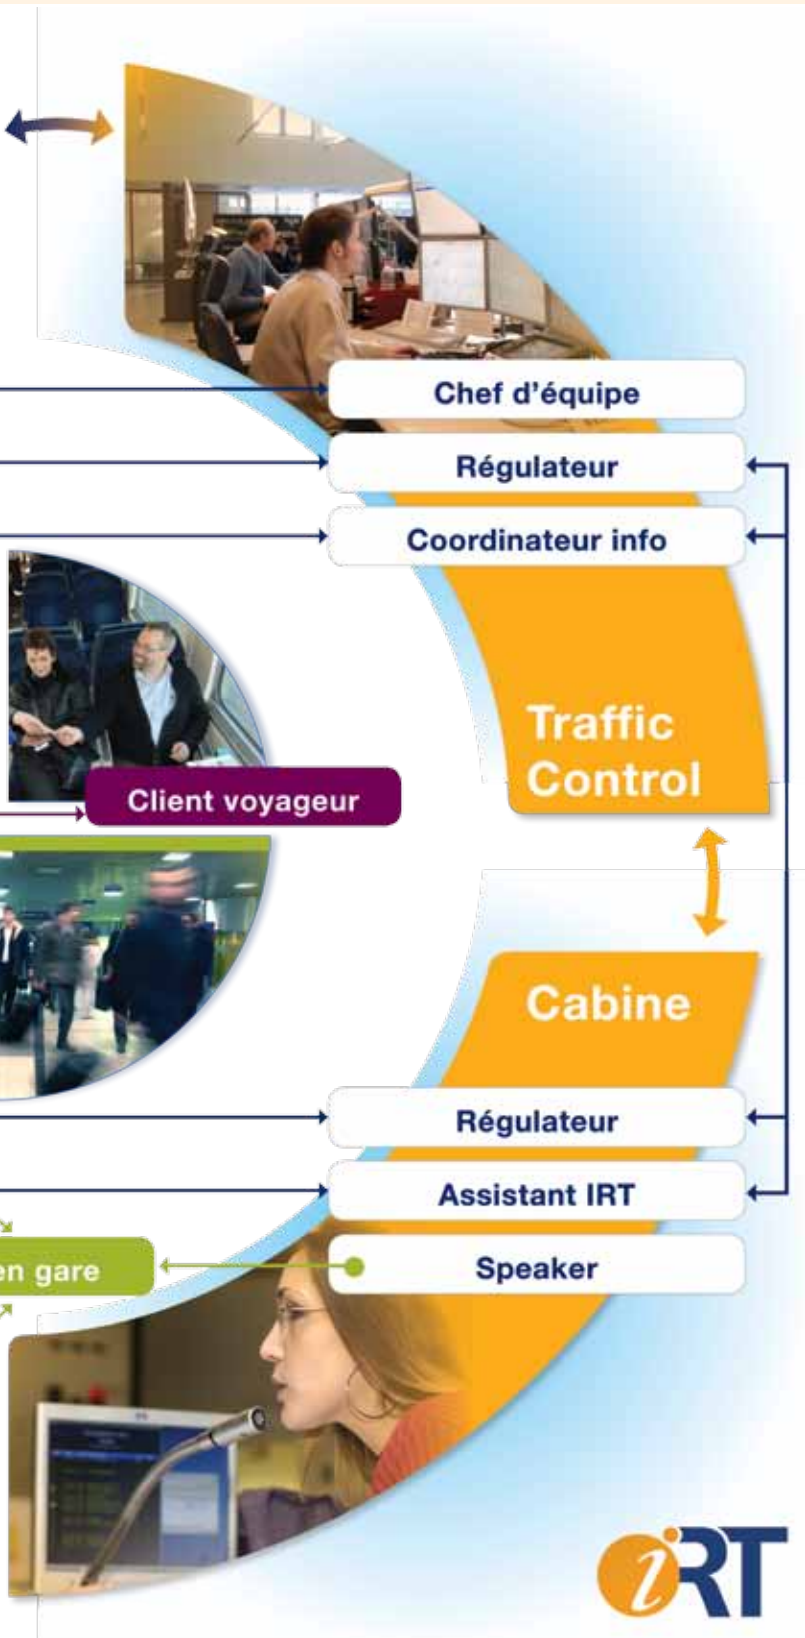 Chef d'équipe
Régulateur
Coordinateur info
Traffic
Control
Client voyageur
Cabine
Régulateur
Assistant IRT
en gare
Speaker
iRT